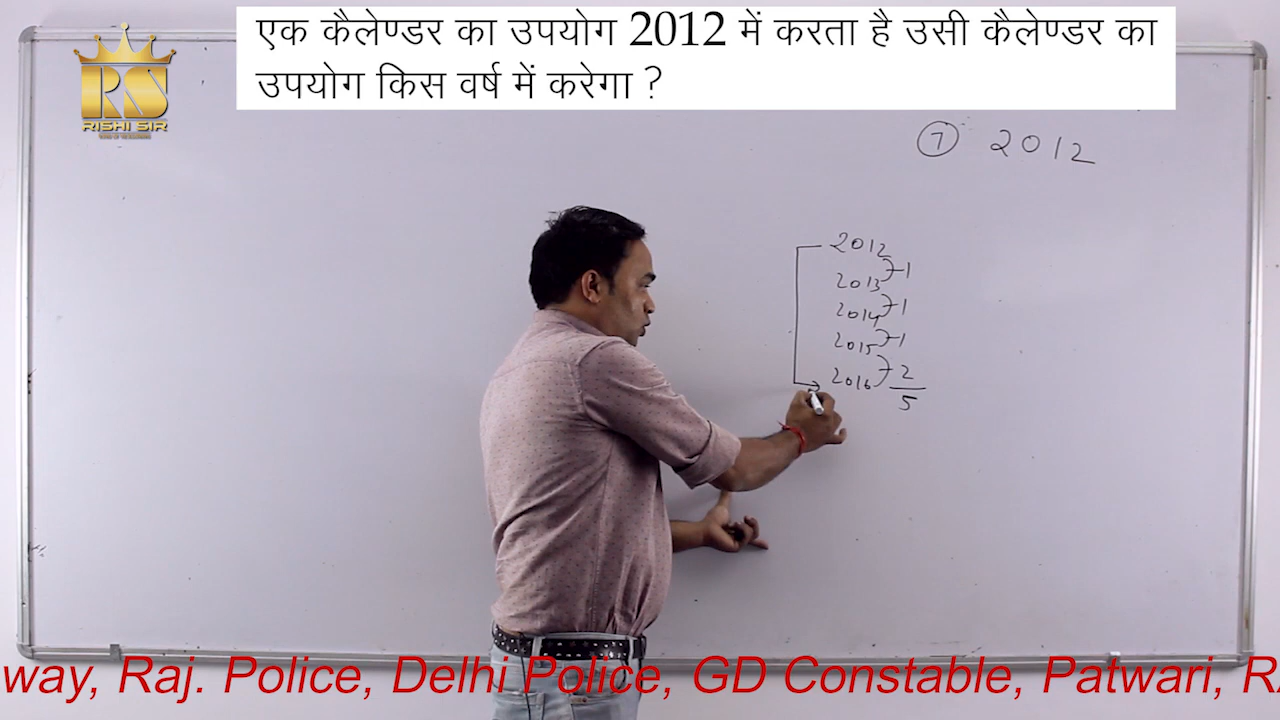 एक कैलेण्डर का उपयोग 2012 में करता है उसी कैलेण्डर का
उपयोग किस वर्ष में करेगा ?
RS
RISHI SIR
7 2012
2012
2013 1
2014 1
2015 1
2016 2
5
way, Raj. Police, Delhi Police, GD Constable, Patwari, R